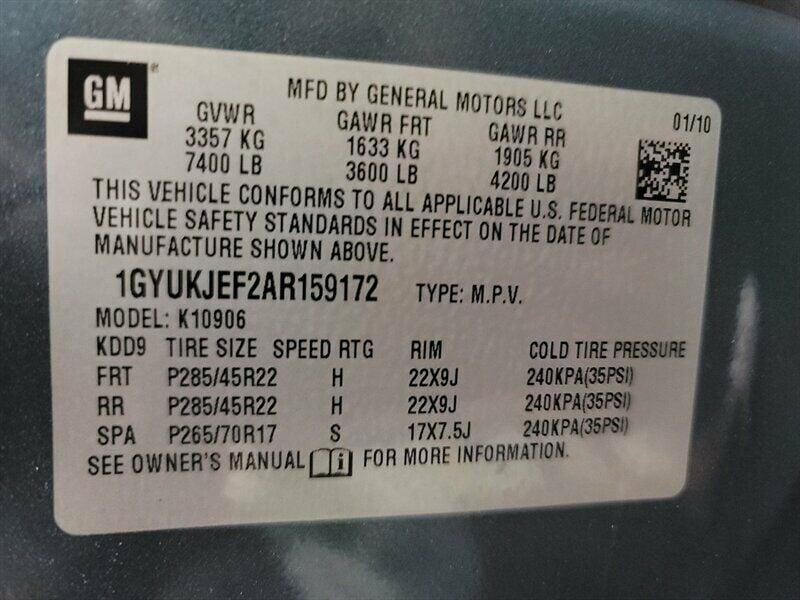 GM®
MFD BY GENERAL MOTORS LLC
01/10
GVWR GAWR FRT GAWR RR
3357 KG 1633 KG 1905 KG
7400 LB 3600 LB 4200 LB
THIS VEHICLE CONFORMS TO ALL APPLICABLE U.S. FEDERAL MOTOR
VEHICLE SAFETY STANDARDS IN EFFECT ON THE DATE OF
MANUFACTURE SHOWN ABOVE.
1GYUKJEF2AR159172 TYPE: M.P.V.
MODEL: K10906
KDD9 TIRE SIZE SPEED RTG RIM COLD TIRE PRESSURE
FRT P285/45R22 H 22X9J 240KPA(35PSI)
RR P285/45R22 H 22X9J 240KPA(35PSI)
SPA P265/70R17 S 17X7.5J 240KPA(35PSI)
SEE OWNER'S MANUAL i FOR MORE INFORMATION.